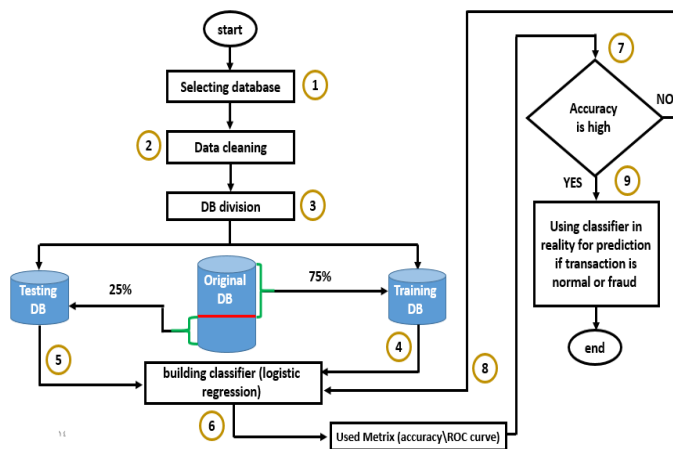 start
Selecting database
1
2
Data cleaning
DB division
3
Testing
DB
25%
Original
DB
75%
Training
DB
4
5
building classifier (logistic
regression)
6
Used Metrix (accuracy\ROC curve)
7
Accuracy
is high
NO
8
YES
9
Using classifier in
reality for prediction
if transaction is
normal or fraud
end
١٤